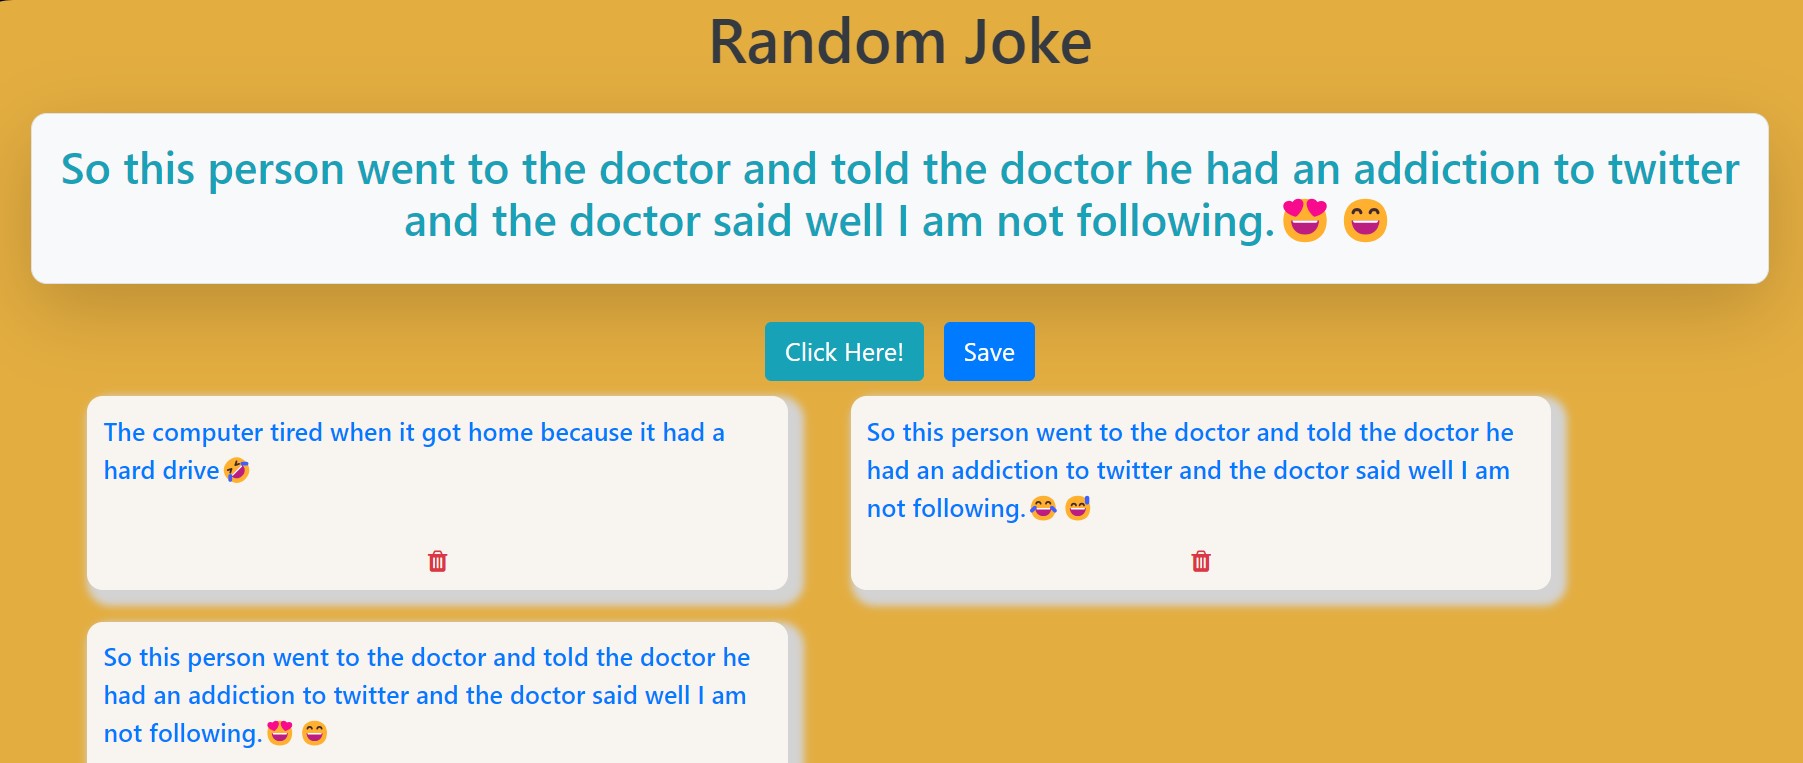 Random Joke
So this person went to the doctor and told the doctor he had an addiction to twitter
and the doctor said well I am not following.😍 😄
Click Here!
Save
The computer tired when it got home because it had a
hard drive🤣
So this person went to the doctor and told the doctor he
had an addiction to twitter and the doctor said well I am
not following.😂 😅
So this person went to the doctor and told the doctor he
had an addiction to twitter and the doctor said well I am
not following.😍 😄